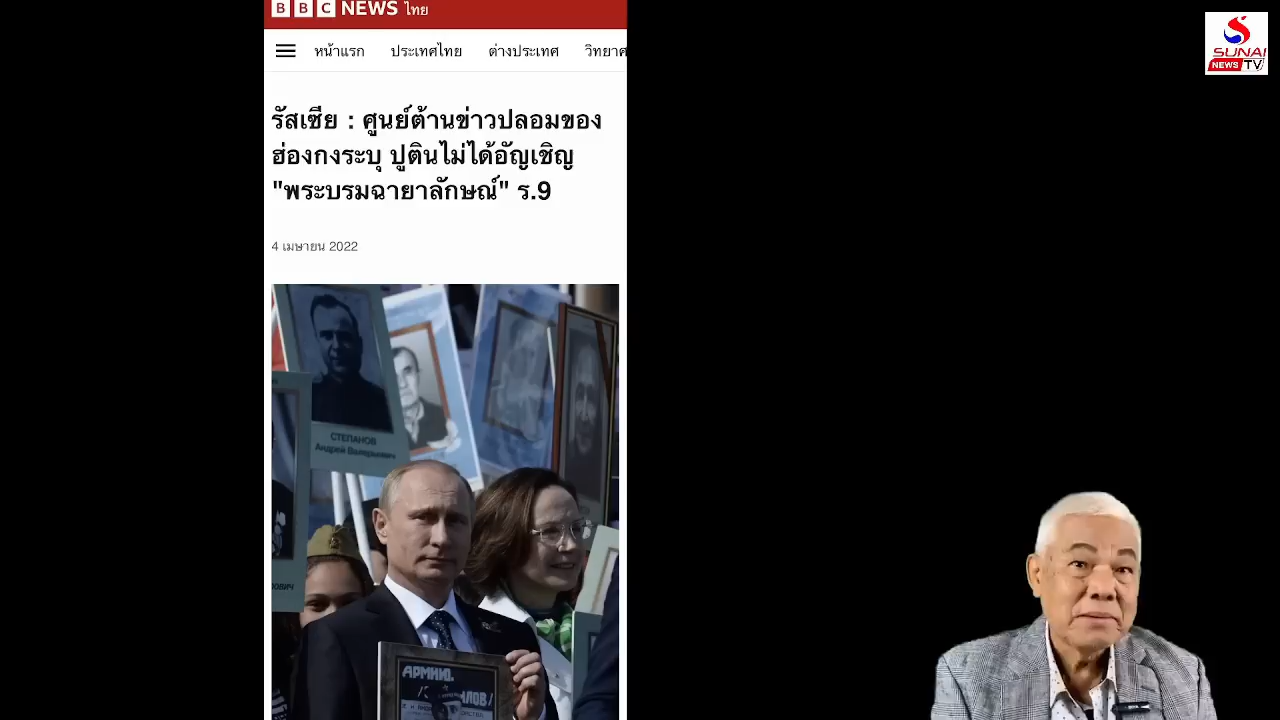 BBC NEWS ไทย
หน้าแรก ประเทศไทย ต่างประเทศ
รัสเซีย : ศูนย์ต้านข่าวปลอมของ
ฮ่องกงระบุ ปูตินไม่ได้อัญเชิญ
"พระบรมฉายาลักษณ์" ร.9
4 เมษายน 2022
СТЕПАНОВ
Андрей Валерьевич
АРМИЮ.
SUNAI
NEWS TV